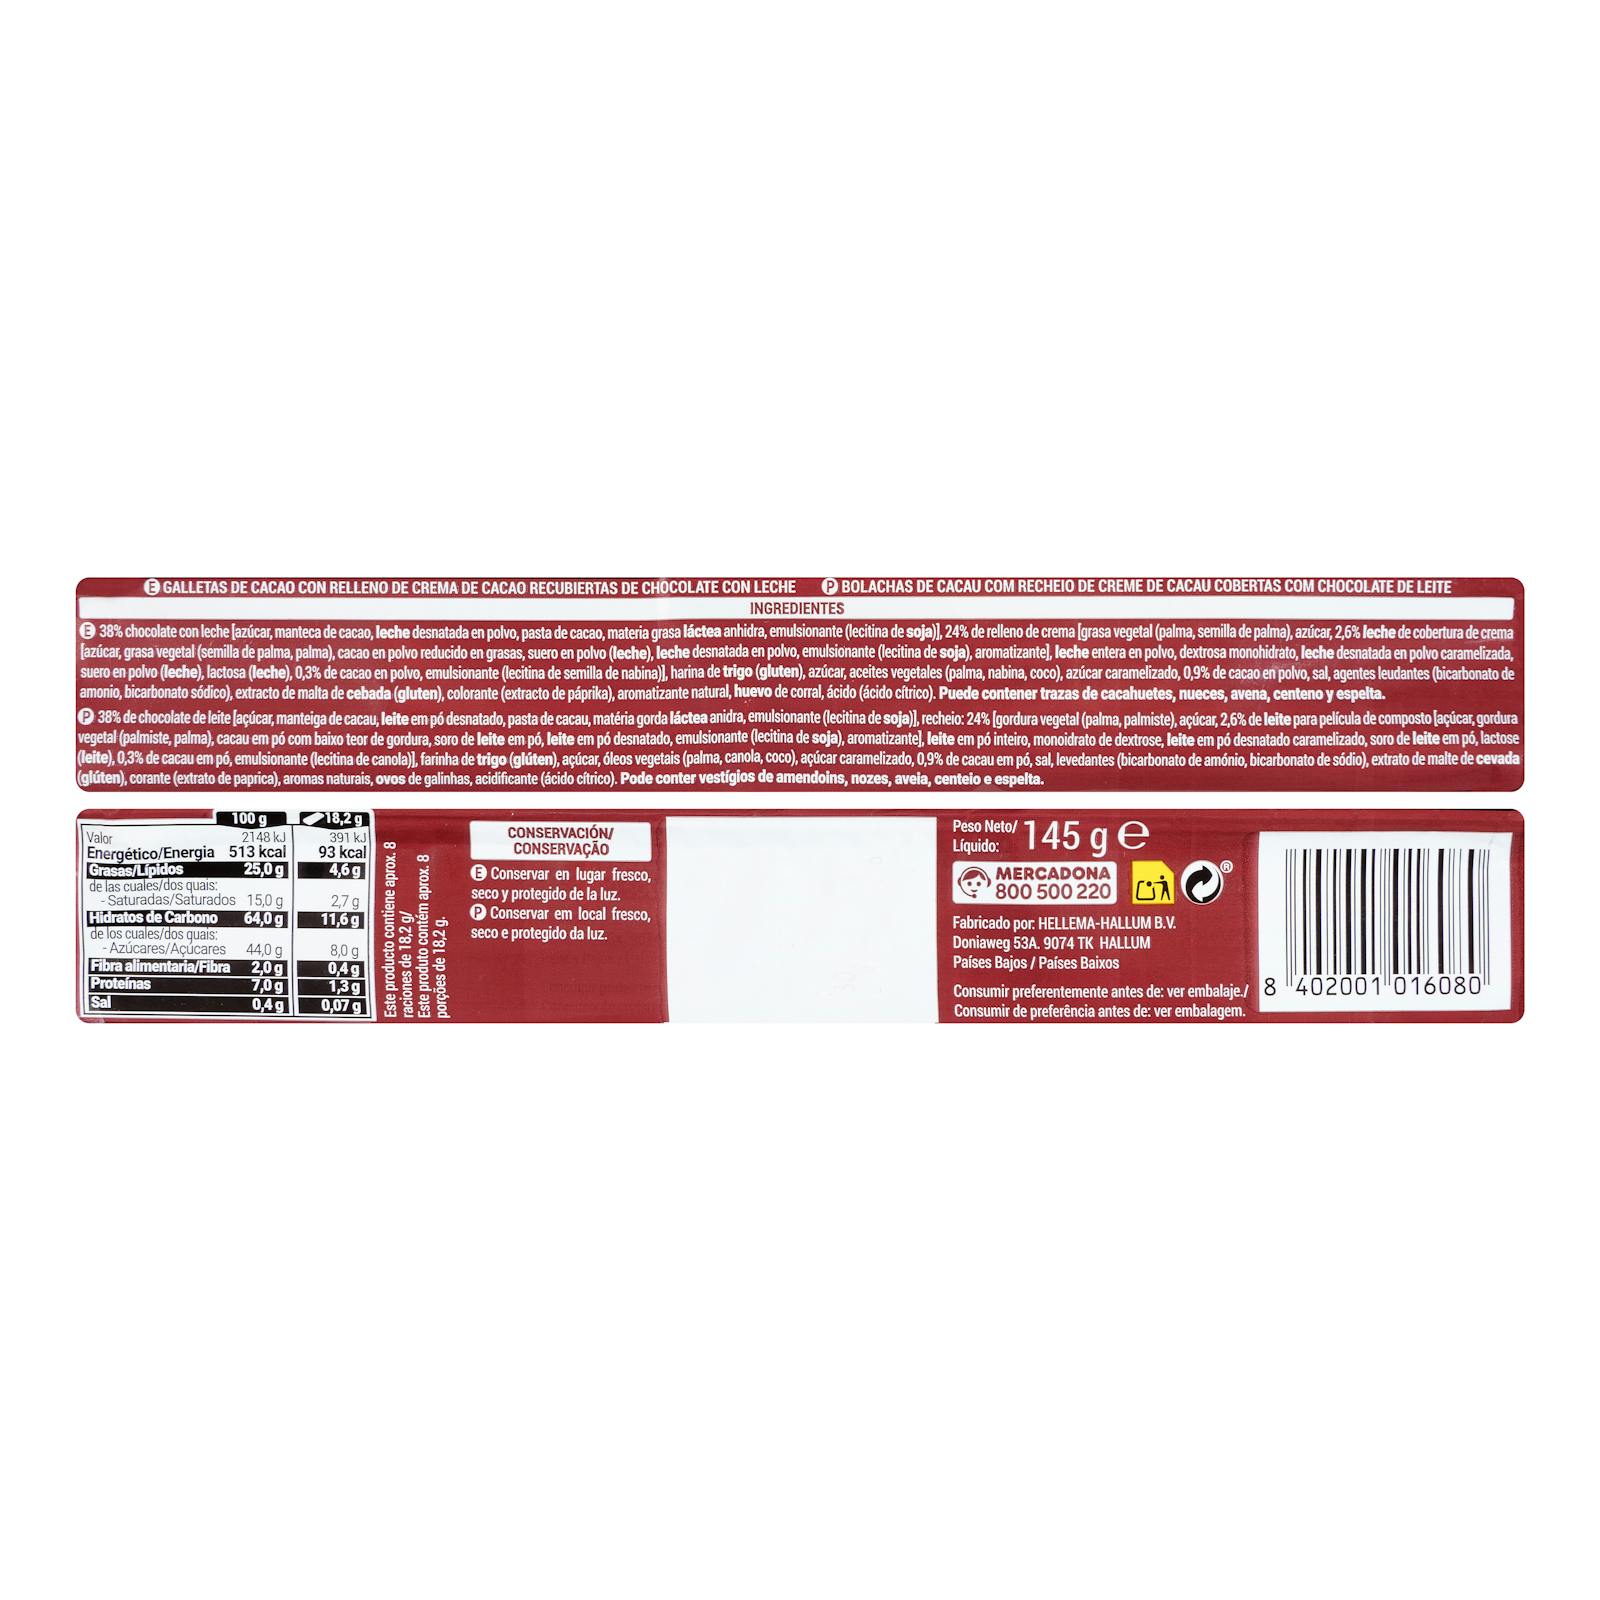 E GALLETAS DE CACAO CON RELLENO DE CREMA DE CACAO RECUBIERTAS DE CHOCOLATE CON LECHE P BOLACHAS DE CACAU COM RECHEIO DE CREME DE CACAU COBERTAS COM CHOCOLATE DE LEITE
INGREDIENTES
E 38% chocolate con leche [azúcar, manteca de cacao, leche desnatada en polvo, pasta de cacao, materia grasa láctea anhidra, emulsionante (lecitina de soja)], 24% de relleno de crema [grasa vegetal (palma, semilla de palma), azúcar, 2,6% leche de cobertura de crema
[azúcar, grasa vegetal (semilla de palma, palma), cacao en polvo reducido en grasas, suero en polvo (leche), leche desnatada en polvo, emulsionante (lecitina de soja), aromatizante], leche entera en polvo, dextrosa monohidrato, leche desnatada en polvo caramelizada,
suero en polvo (leche), lactosa (leche), 0,3% de cacao en polvo, emulsionante (lecitina de semilla de nabina)], harina de trigo (gluten), azúcar, aceites vegetales (palma, nabina, coco), azúcar caramelizado, 0,9% de cacao en polvo, sal, agentes leudantes (bicarbonato de
amonio, bicarbonato sódico), extracto de malta de cebada (gluten), colorante (extracto de páprika), aromatizante natural, huevo de corral, ácido (ácido cítrico). Puede contener trazas de cacahuetes, nueces, avena, centeno y espelta.
P 38% de chocolate de leite [açúcar, manteiga de cacau, leite em pó desnatado, pasta de cacau, matéria gorda láctea anidra, emulsionante (lecitina de soja)], recheio: 24% [gordura vegetal (palma, palmiste), açúcar, 2,6% de leite para película de composto [açúcar, gordura
vegetal (palmiste, palma), cacau em pó com baixo teor de gordura, soro de leite em pó, leite em pó desnatado, emulsionante (lecitina de soja), aromatizante], leite em pó inteiro, monoidrato de dextrose, leite em pó desnatado caramelizado, soro de leite em pó, lactose
(leite), 0,3% de cacau em pó, emulsionante (lecitina de canola)], farinha de trigo (glúten), açúcar, óleos vegetais (palma, canola, coco), açúcar caramelizado, 0,9% de cacau em pó, sal, levedantes (bicarbonato de amónio, bicarbonato de sódio), extrato de malte de cevada
(glúten), corante (extrato de paprica), aromas naturais, ovos de galinhas, acidificante (ácido cítrico). Pode conter vestígios de amendoins, nozes, aveia, centeio e espelta.
100 g 18,2 g
Valor 2148 kJ 391 kJ
Energético/Energia 513 kcal 93 kcal
Grasas/Lípidos 25,0 g 4,6 g
de las cuales/dos quais:
- Saturadas/Saturados 15,0 g 2,7 g
Hidratos de Carbono 64,0 g 11,6 g
de los cuales/dos quais:
- Azúcares/Açúcares 44,0 g 8,0 g
Fibra alimentaria/Fibra 2,0 g 0,4 g
Proteínas 7,0 g 1,3 g
Sal 0,4 g 0,07 g
Este producto contiene aprox. 8
raciones de 18,2 g/
Este produto contém aprox. 8
porções de 18,2 g.
CONSERVACIÓN/
CONSERVAÇÃO
E Conservar en lugar fresco,
seco y protegido de la luz.
P Conservar em local fresco,
seco e protegido da luz.
Peso Neto/
Líquido: 145 g e
MERCADONA
800 500 220
®
Fabricado por: HELLEMA-HALLUM B.V.
Doniaweg 53A. 9074 TK HALLUM
Países Bajos / Países Baixos
Consumir preferentemente antes de: ver embalaje./
Consumir de preferência antes de: ver embalagem.
8 402001 016080